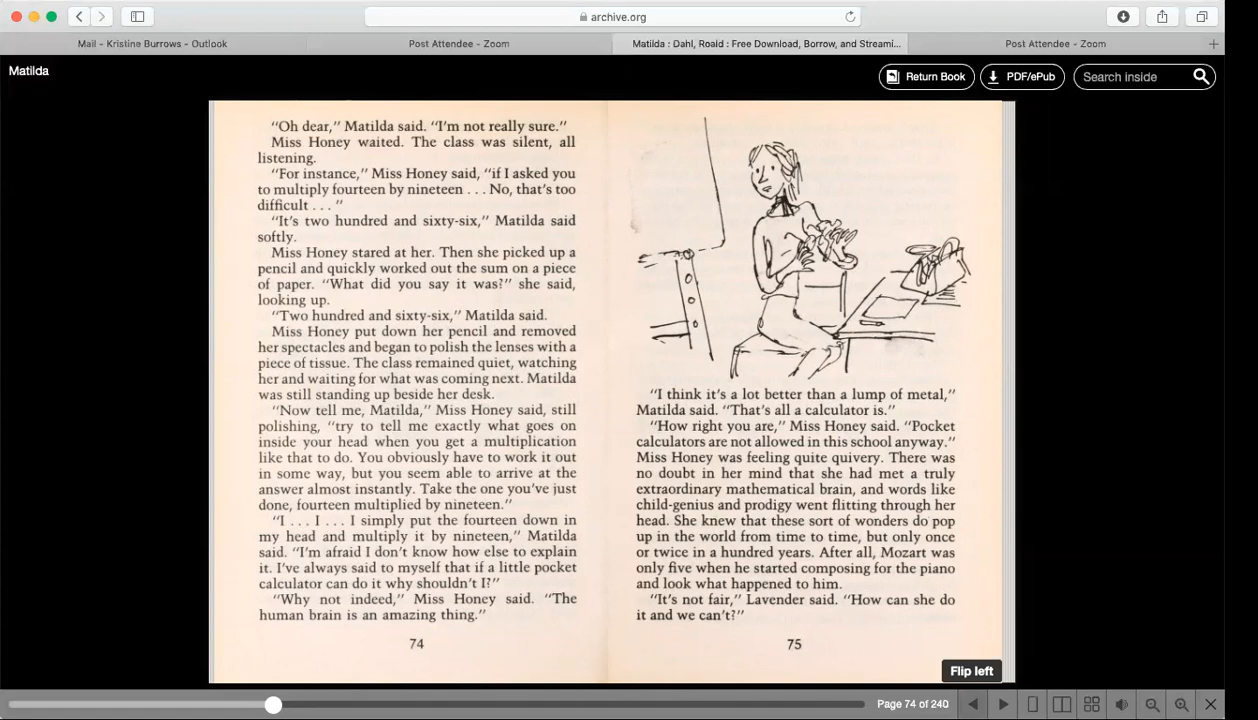 archive.org
Mail - Kristine Burrows - Outlook
Post Attendee - Zoom
Matilda : Dahl, Roald : Free Download, Borrow, and Streami...
Post Attendee - Zoom
Matilda
Return Book
PDF/ePub
Search inside
“Oh dear,” Matilda said. “I’m not really sure.”
Miss Honey waited. The class was silent, all
listening.
“For instance,” Miss Honey said, “if I asked you
to multiply fourteen by nineteen . . . No, that’s too
difficult . . . ”
“It’s two hundred and sixty-six,” Matilda said
softly.
Miss Honey stared at her. Then she picked up a
pencil and quickly worked out the sum on a piece
of paper. “What did you say it was?” she said,
looking up.
“Two hundred and sixty-six,” Matilda said.
Miss Honey put down her pencil and removed
her spectacles and began to polish the lenses with a
piece of tissue. The class remained quiet, watching
her and waiting for what was coming next. Matilda
was still standing up beside her desk.
“Now tell me, Matilda,” Miss Honey said, still
polishing, “try to tell me exactly what goes on
inside your head when you get a multiplication
like that to do. You obviously have to work it out
in some way, but you seem able to arrive at the
answer almost instantly. Take the one you’ve just
done, fourteen multiplied by nineteen.”
“I . . . I . . . I simply put the fourteen down in
my head and multiply it by nineteen,” Matilda
said. “I’m afraid I don’t know how else to explain
it. I’ve always said to myself that if a little pocket
calculator can do it why shouldn’t I?”
“Why not indeed,” Miss Honey said. “The
human brain is an amazing thing.”
74
“I think it’s a lot better than a lump of metal,”
Matilda said. “That’s all a calculator is.”
“How right you are,” Miss Honey said. “Pocket
calculators are not allowed in this school anyway.”
Miss Honey was feeling quite quivery. There was
no doubt in her mind that she had met a truly
extraordinary mathematical brain, and words like
child-genius and prodigy went flitting through her
head. She knew that these sort of wonders do pop
up in the world from time to time, but only once
or twice in a hundred years. After all, Mozart was
only five when he started composing for the piano
and look what happened to him.
“It’s not fair,” Lavender said. “How can she do
it and we can’t?”
75
Flip left
Page 74 of 240